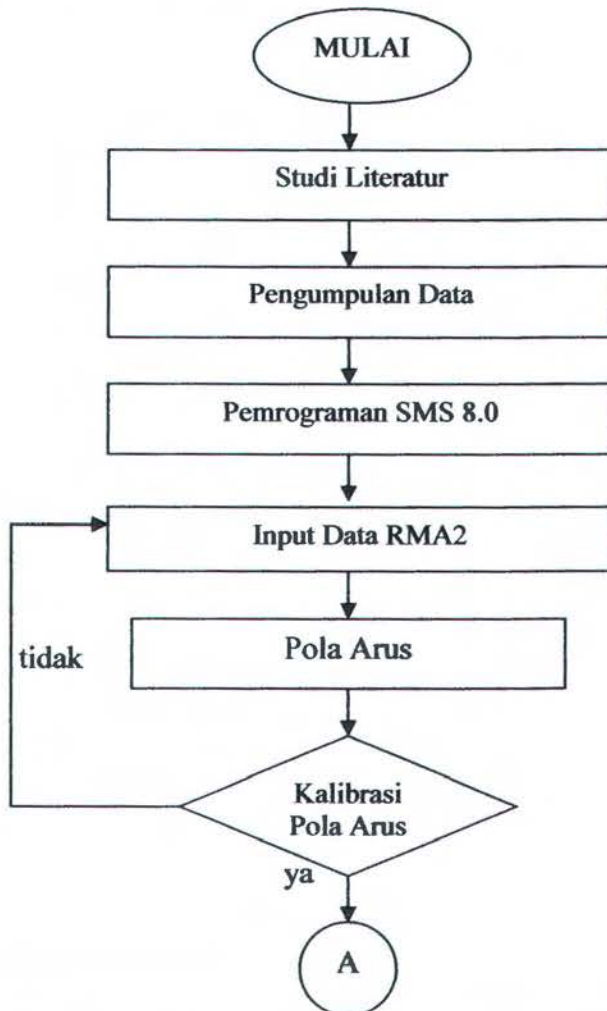 MULAI
Studi Literatur
Pengumpulan Data
Pemrograman SMS 8.0
Input Data RMA2
Pola Arus
tidak
Kalibrasi
Pola Arus
ya
A